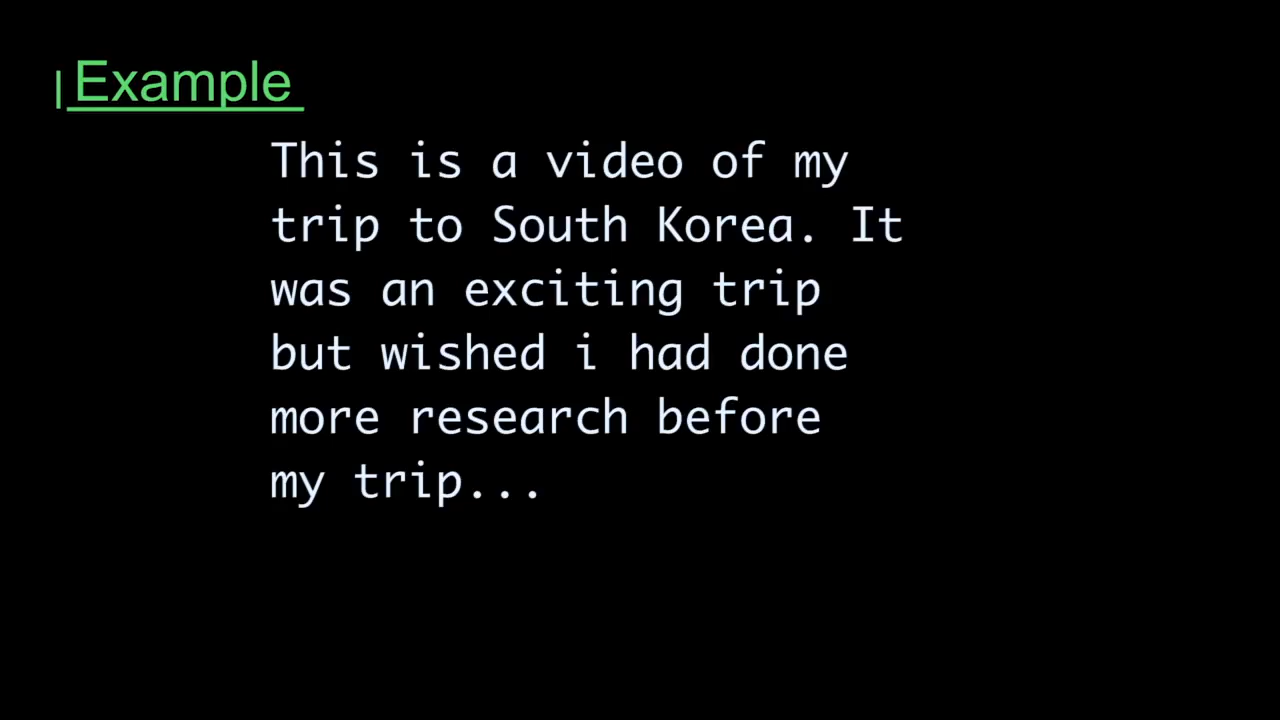 Example
This is a video of my
trip to South Korea. It
was an exciting trip
but wished i had done
more research before
my trip...